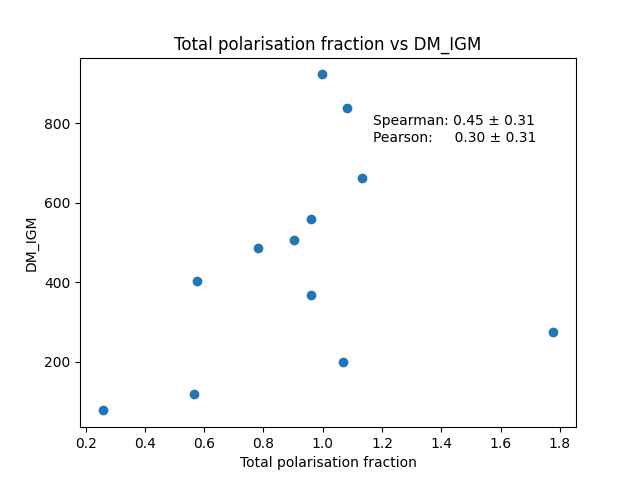 Total polarisation fraction vs DM_IGM
Spearman: 0.45 ± 0.31
Pearson: 0.30 ± 0.31
DM_IGM
800
600
400
200
0.2 0.4 0.6 0.8 1.0 1.2 1.4 1.6 1.8
Total polarisation fraction